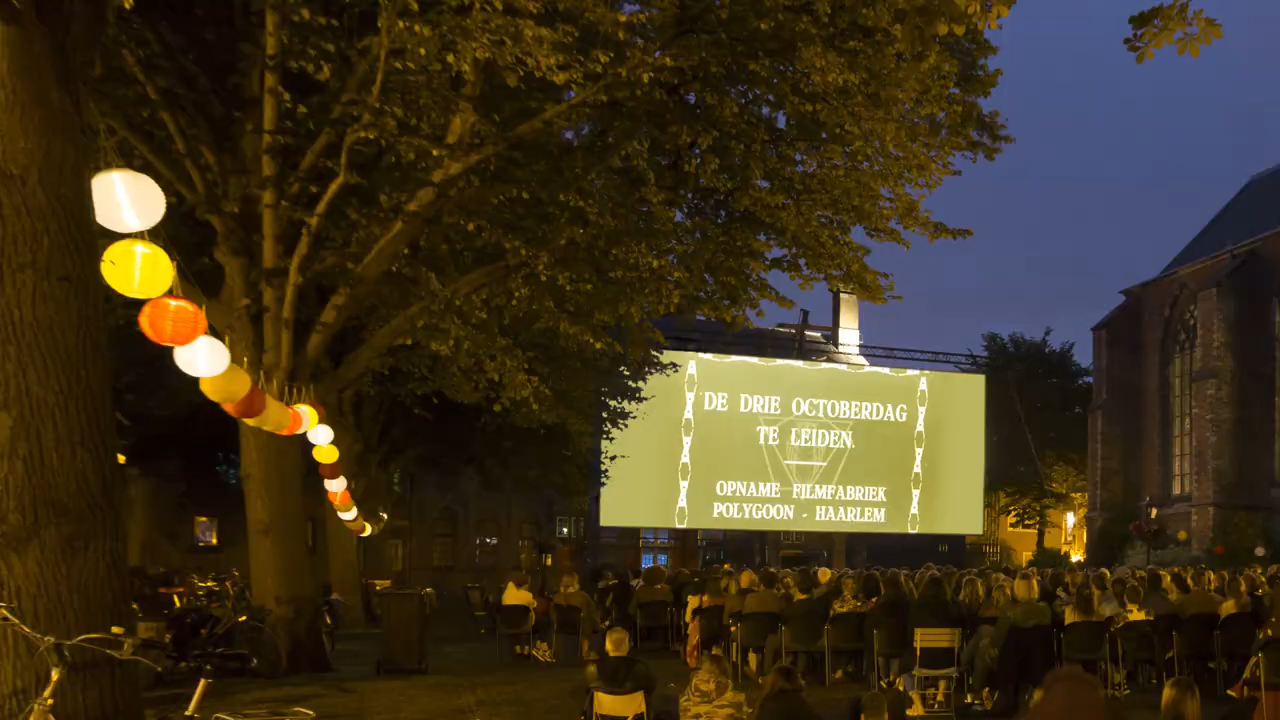 DE DRIE OCTOBERDAG
TE LEIDEN.
OPNAME FILMFABRIEK
POLYGOON - HAARLEM